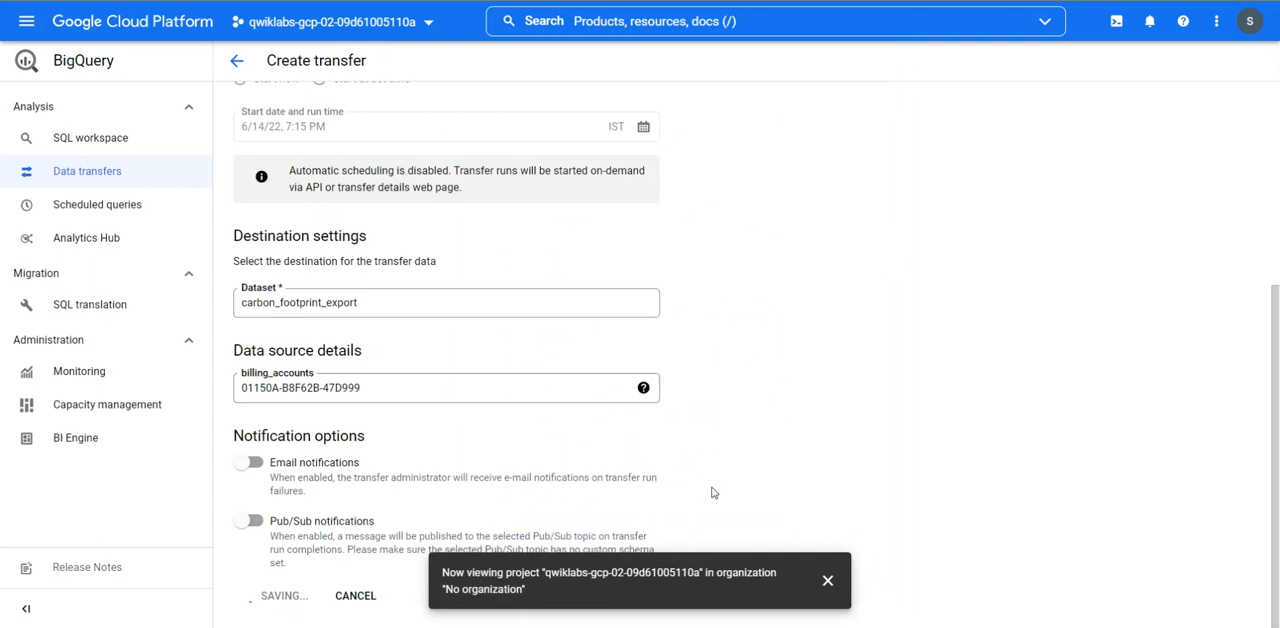 Google Cloud Platform
qwiklabs-gcp-02-09d61005110a
Search Products, resources, docs (/)
S
BigQuery
Create transfer
Analysis
SQL workspace
Data transfers
Scheduled queries
Analytics Hub
Migration
SQL translation
Administration
Monitoring
Capacity management
BI Engine
Release Notes
Start date and run time
6/14/22, 7:15 PM IST
Automatic scheduling is disabled. Transfer runs will be started on-demand
via API or transfer details web page.
Destination settings
Select the destination for the transfer data
Dataset *
carbon_footprint_export
Data source details
billing_accounts
01150A-B8F62B-47D999
Notification options
Email notifications
When enabled, the transfer administrator will receive e-mail notifications on transfer run
failures.
Pub/Sub notifications
When enabled, a message will be published to the selected Pub/Sub topic on transfer
run completions. Please make sure the selected Pub/Sub topic has no custom schema
set.
SAVING... CANCEL
Now viewing project "qwiklabs-gcp-02-09d61005110a" in organization
"No organization"